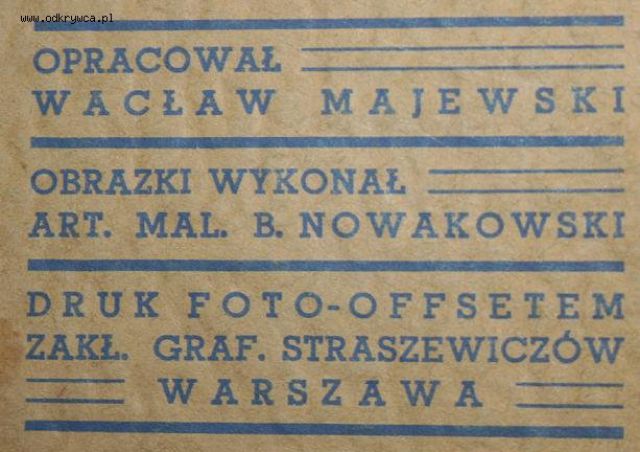 www.odkrywca.pl
OPRACOWAŁ
WACŁAW MAJEWSKI
OBRAZKI WYKONAŁ
ART. MAL. B. NOWAKOWSKI
DRUK FOTO-OFFSETEM
ZAKŁ. GRAF. STRASZEWICZÓW
WARSZAWA